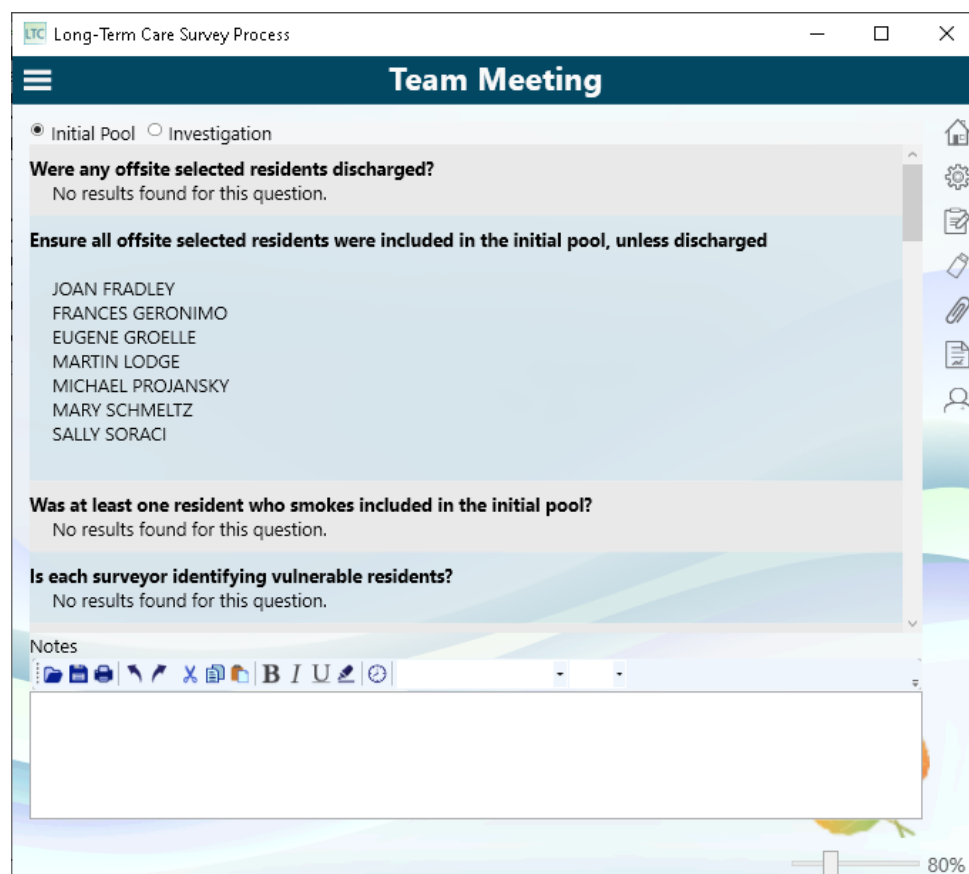 LTC Long-Term Care Survey Process
Team Meeting
Initial Pool Investigation
Were any offsite selected residents discharged?
No results found for this question.
Ensure all offsite selected residents were included in the initial pool, unless discharged
JOAN FRADLEY
FRANCES GERONIMO
EUGENE GROELLE
MARTIN LODGE
MICHAEL PROJANSKY
MARY SCHMELTZ
SALLY SORACI
Was at least one resident who smokes included in the initial pool?
No results found for this question.
Is each surveyor identifying vulnerable residents?
No results found for this question.
Notes
B I U
80%